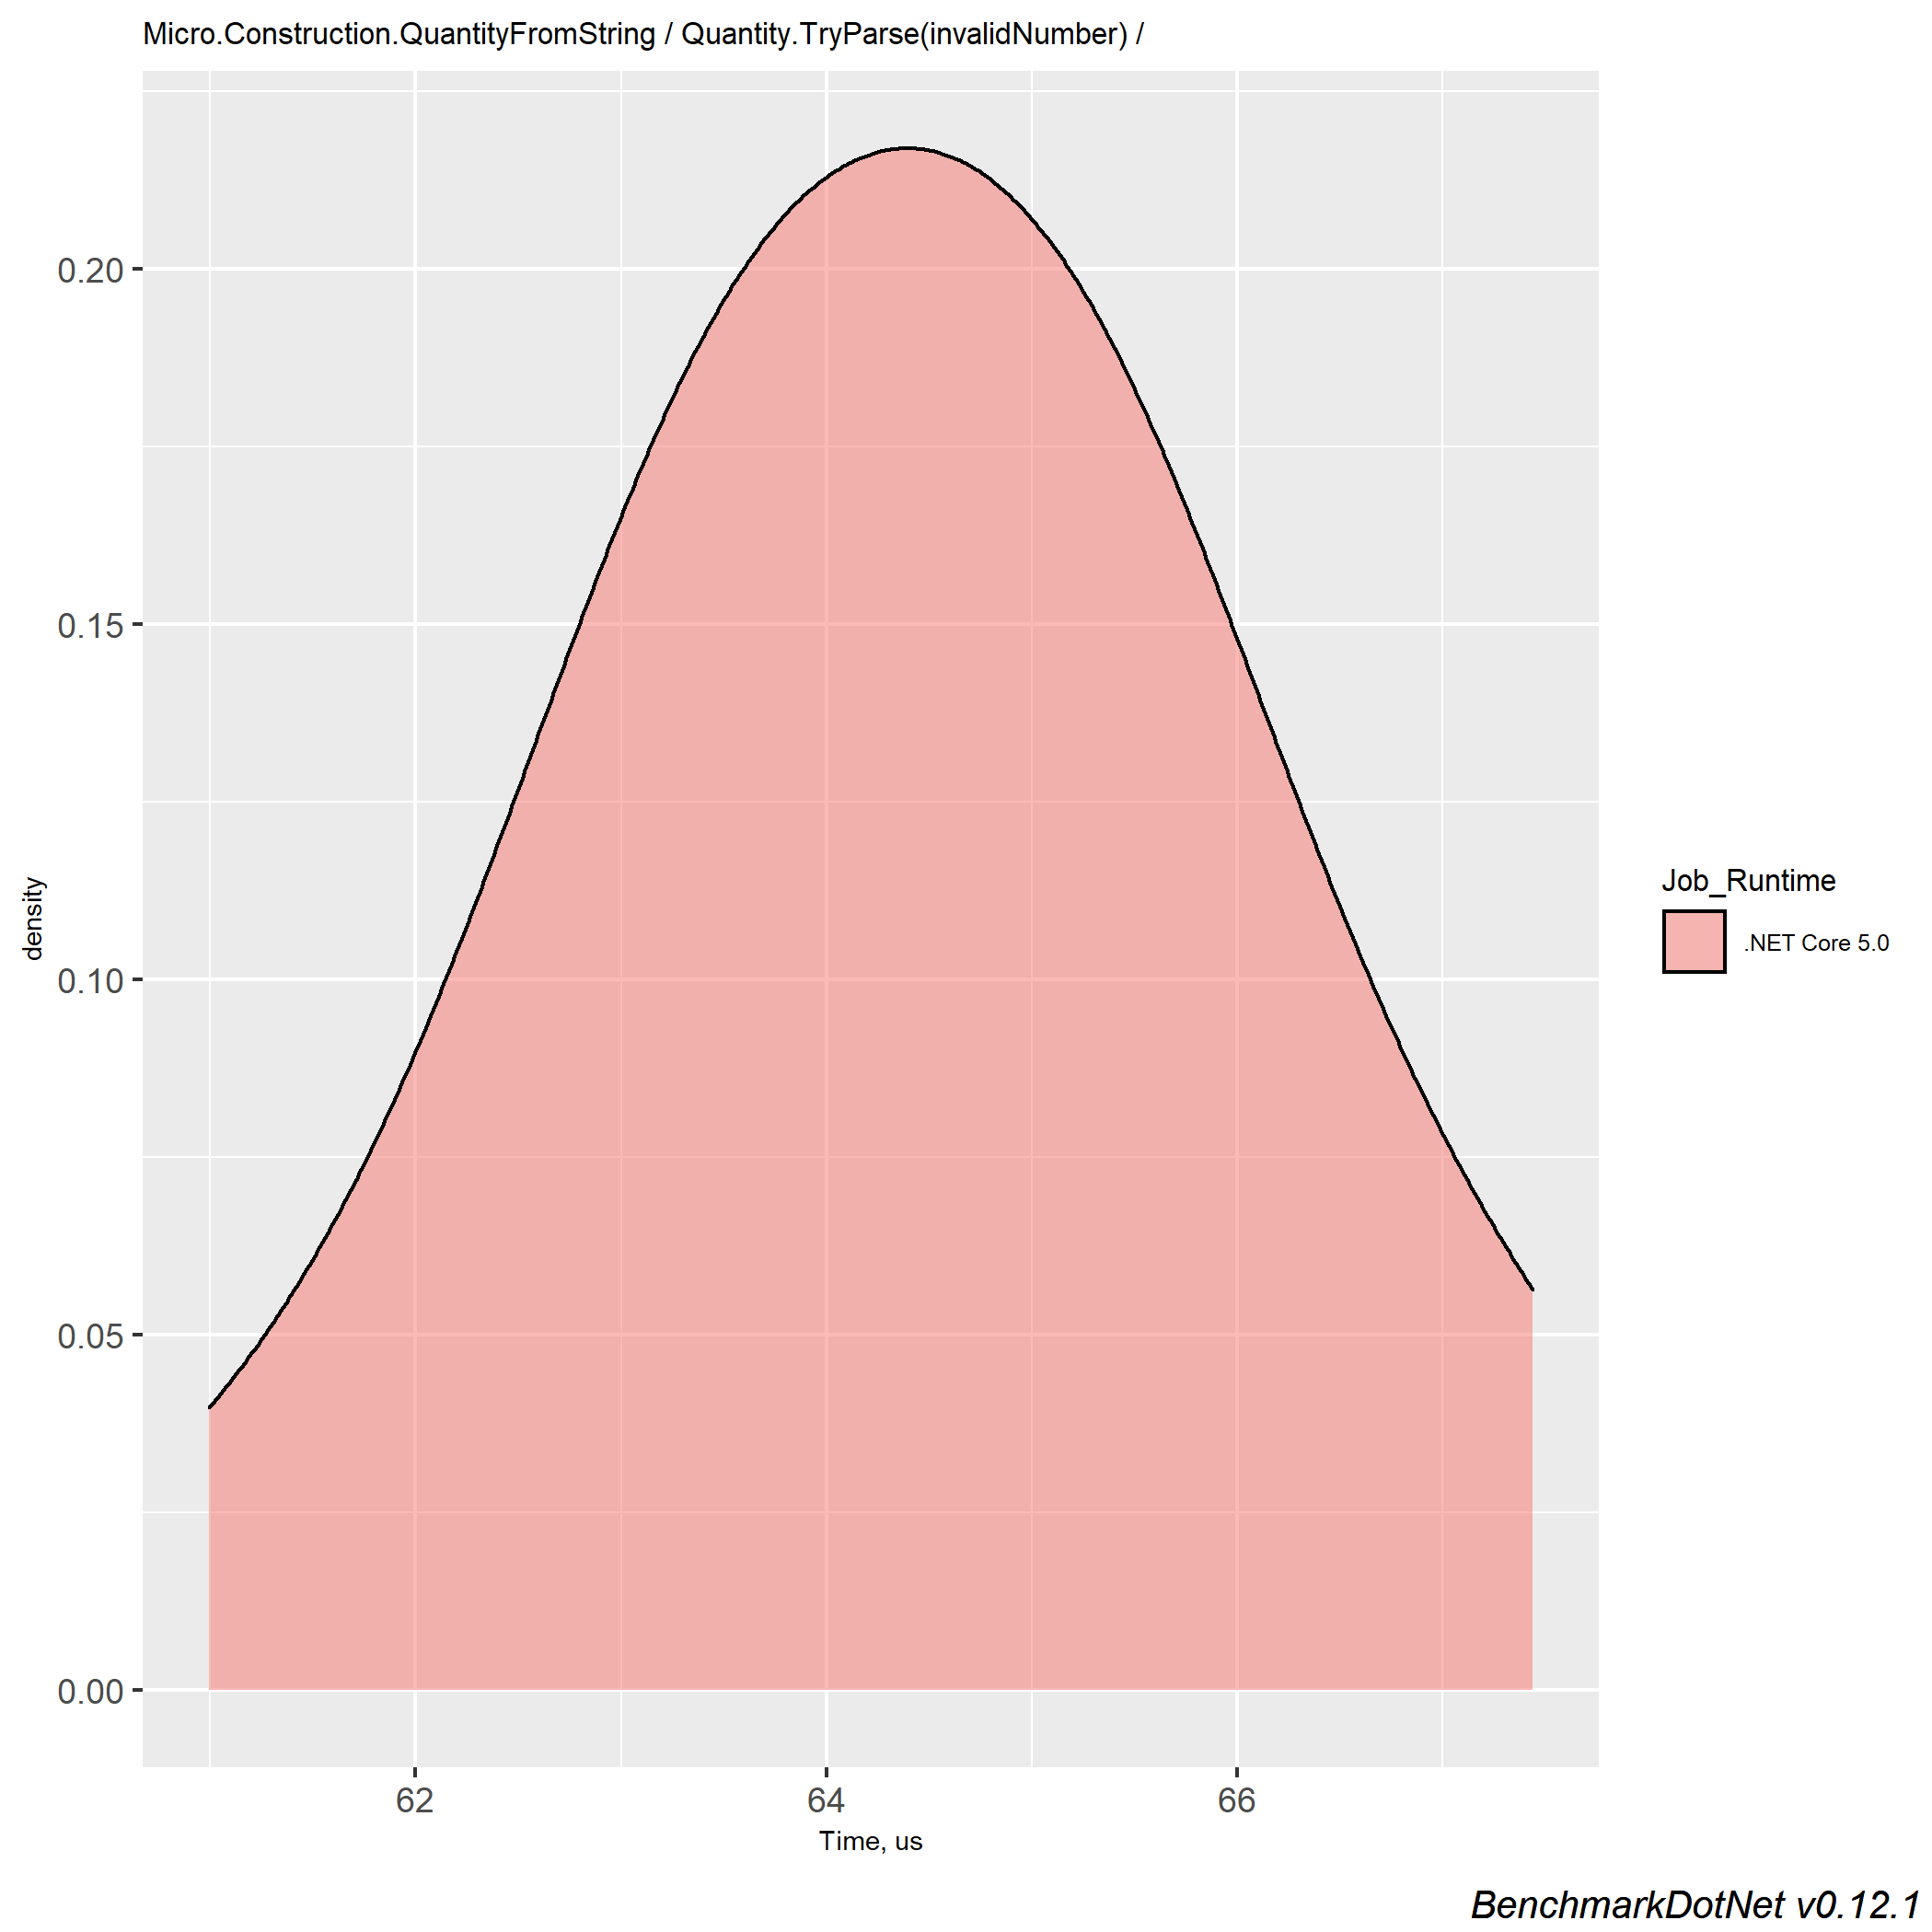 Micro.Construction.QuantityFromString / Quantity.TryParse(invalidNumber) /
0.20
0.15
0.10
0.05
0.00
density
62 64 66
Time, us
Job_Runtime
.NET Core 5.0
BenchmarkDotNet v0.12.1